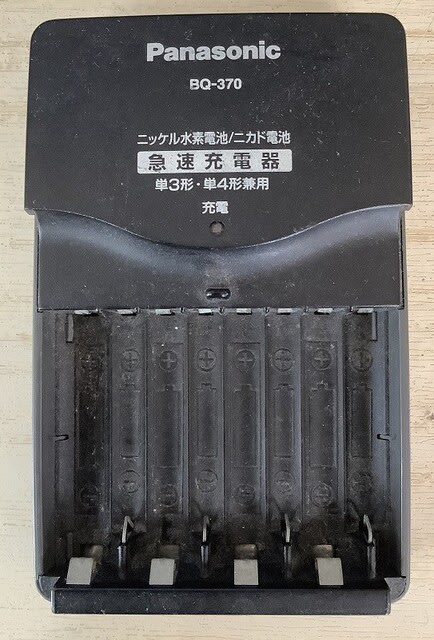 Panasonic
BQ-370
ニッケル水素電池/ニカド電池
急速充電器
単3形・単4形兼用
充電